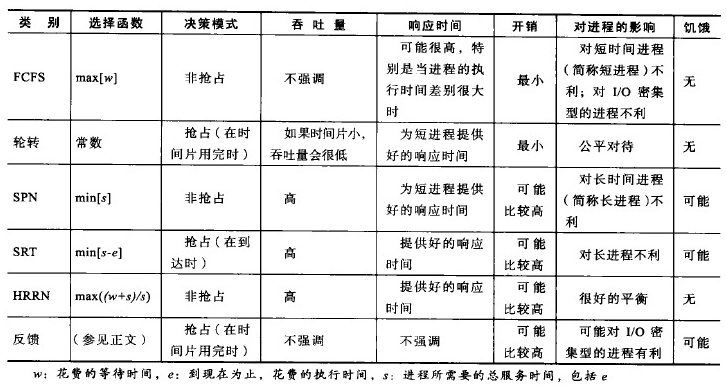 类 别 选择函数 决策模式 吞 吐 量 响应时间 开销 对进程的影响 饥饿
FCFS max[w] 非抢占 不强调 可能很高，特别是当进程的执行时间差别很大时 最小 对短时间进程（简称短进程）不利；对 I/O 密集型的进程不利 无
轮转 常数 抢占（在时间片用完时） 如果时间片小，吞吐量会很低 为短进程提供好的响应时间 最小 公平对待 无
SPN min[s] 非抢占 高 为短进程提供好的响应时间 可能比较高 对长时间进程（简称长进程）不利 可能
SRT min[s-e] 抢占（在到达时） 高 提供好的响应时间 可能比较高 对长进程不利 可能
HRRN max((w+s)/s) 非抢占 高 提供好的响应时间 可能比较高 很好的平衡 无
反馈 （参见正文） 抢占（在时间片用完时） 不强调 不强调 可能比较高 可能对 I/O 密集型的进程有利 可能
w：花费的等待时间，e：到现在为止，花费的执行时间，s：进程所需要的总服务时间，包括 e